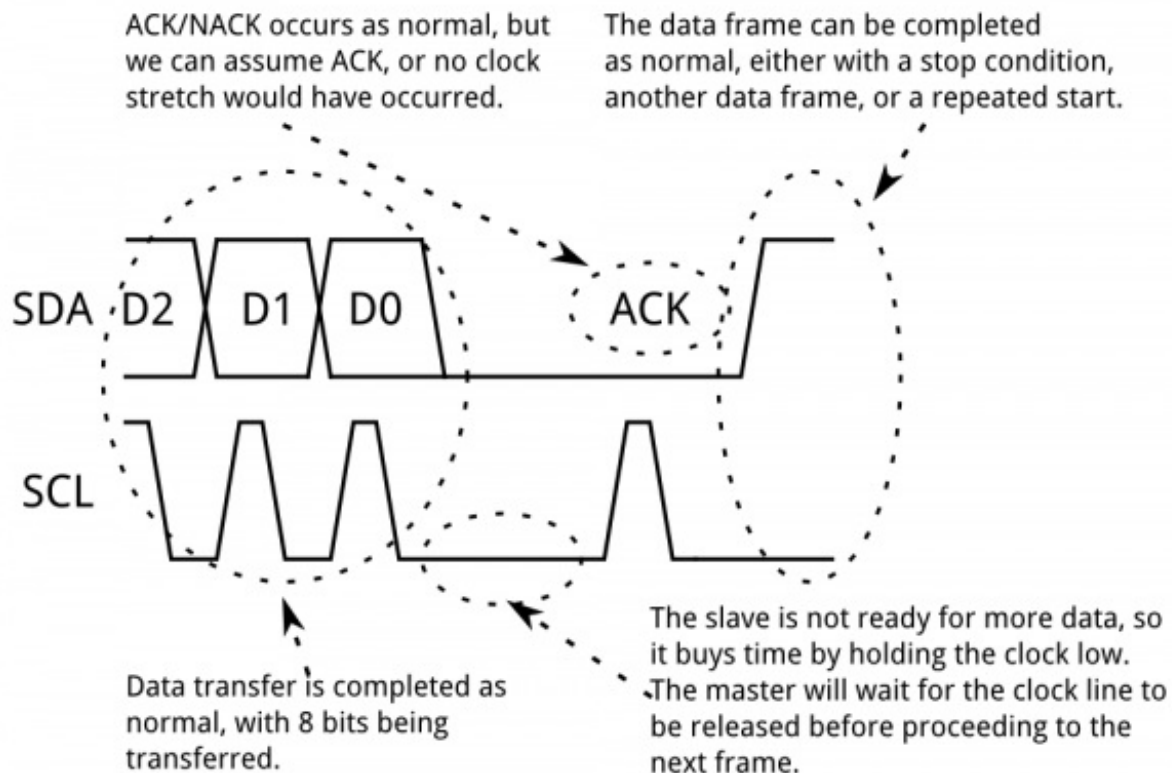 ACK/NACK occurs as normal, but
we can assume ACK, or no clock
stretch would have occurred.
The data frame can be completed
as normal, either with a stop condition,
another data frame, or a repeated start.
SDA D2 D1 D0 ACK
SCL
Data transfer is completed as
normal, with 8 bits being
transferred.
The slave is not ready for more data, so
it buys time by holding the clock low.
The master will wait for the clock line to
be released before proceeding to the
next frame.